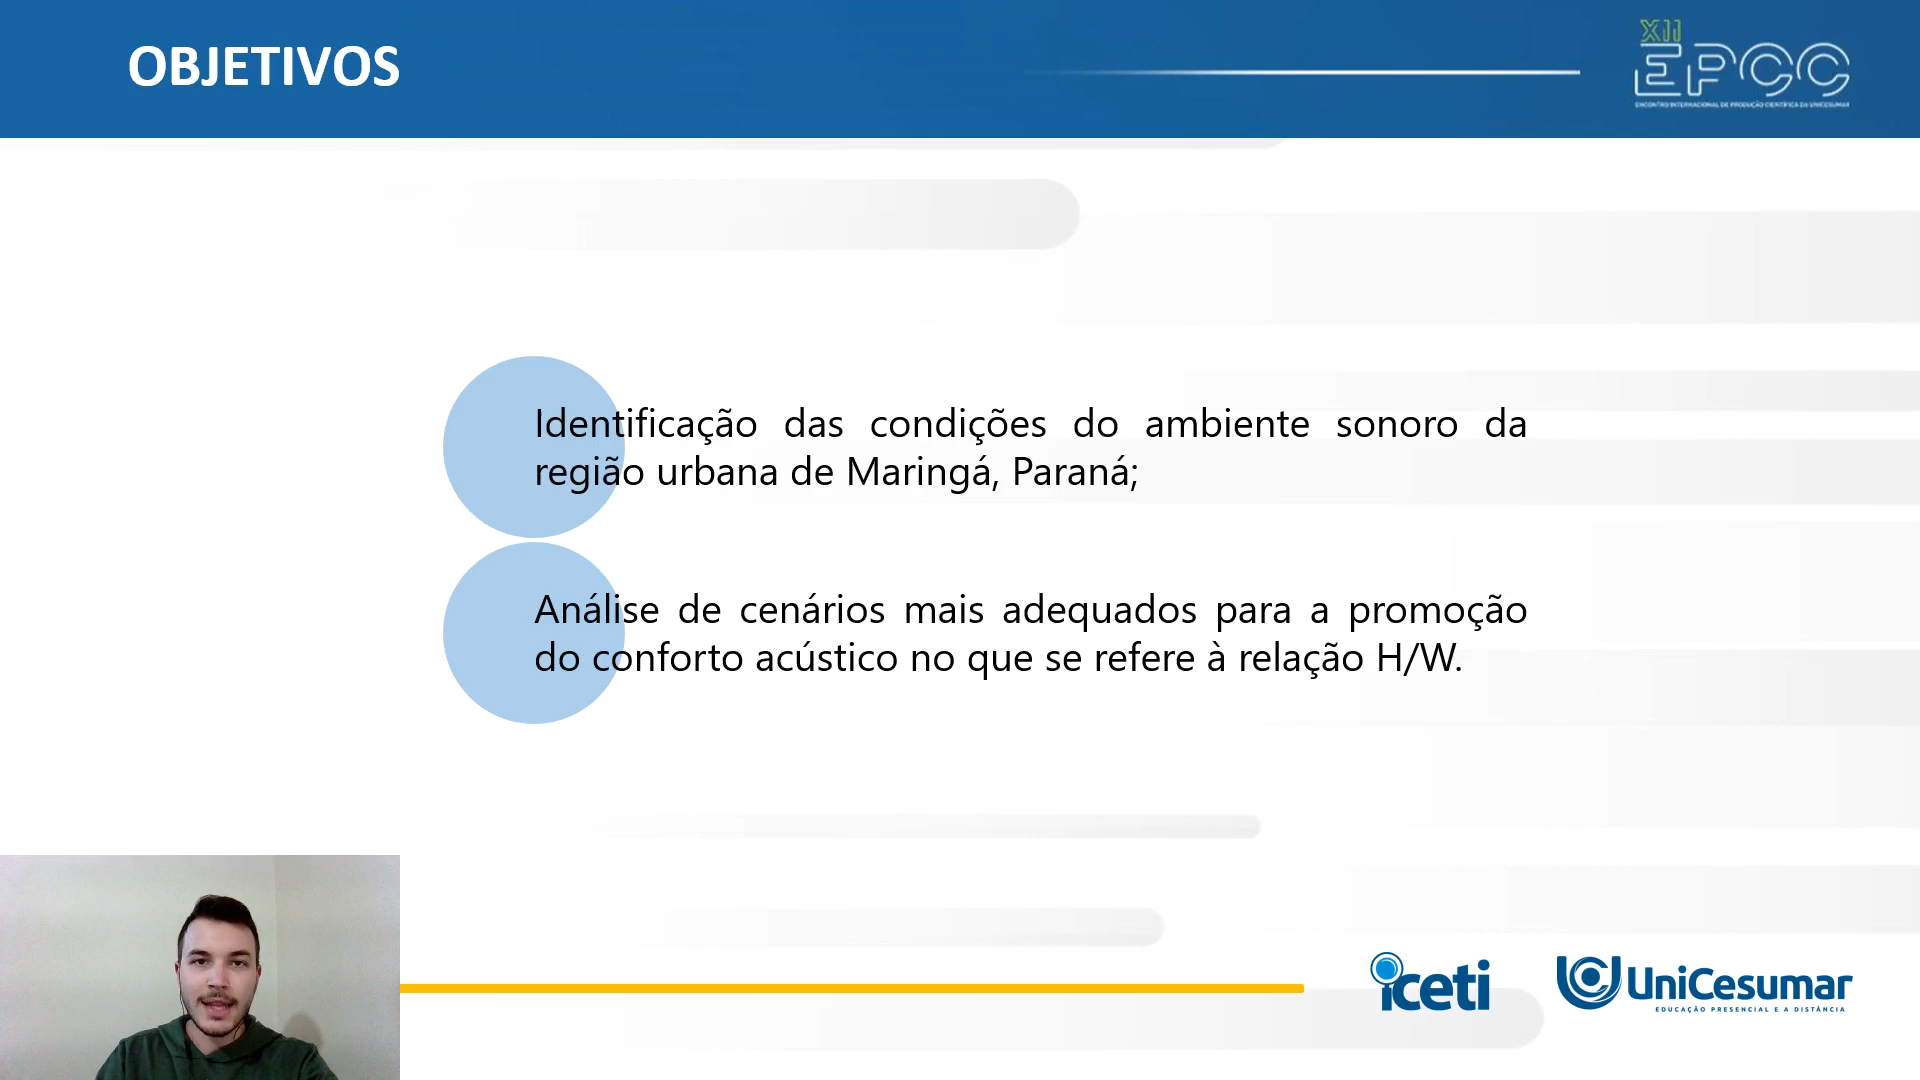 OBJETIVOS
XII
EPCC
ENCONTRO INTERNACIONAL DE PRODUÇÃO CIENTÍFICA DA UNICESUMAR
Identificação das condições do ambiente sonoro da
região urbana de Maringá, Paraná;
Análise de cenários mais adequados para a promoção
do conforto acústico no que se refere à relação H/W.
iceti
UniCesumar
EDUCAÇÃO PRESENCIAL E A DISTÂNCIA